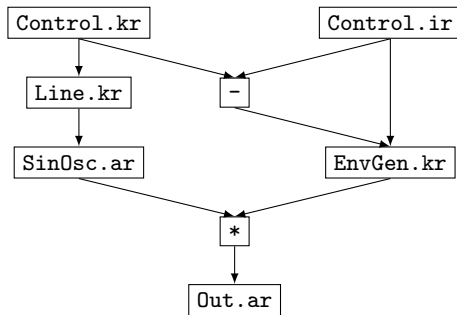 Control.kr Control.ir
Line.kr -
SinOsc.ar EnvGen.kr
*
Out.ar